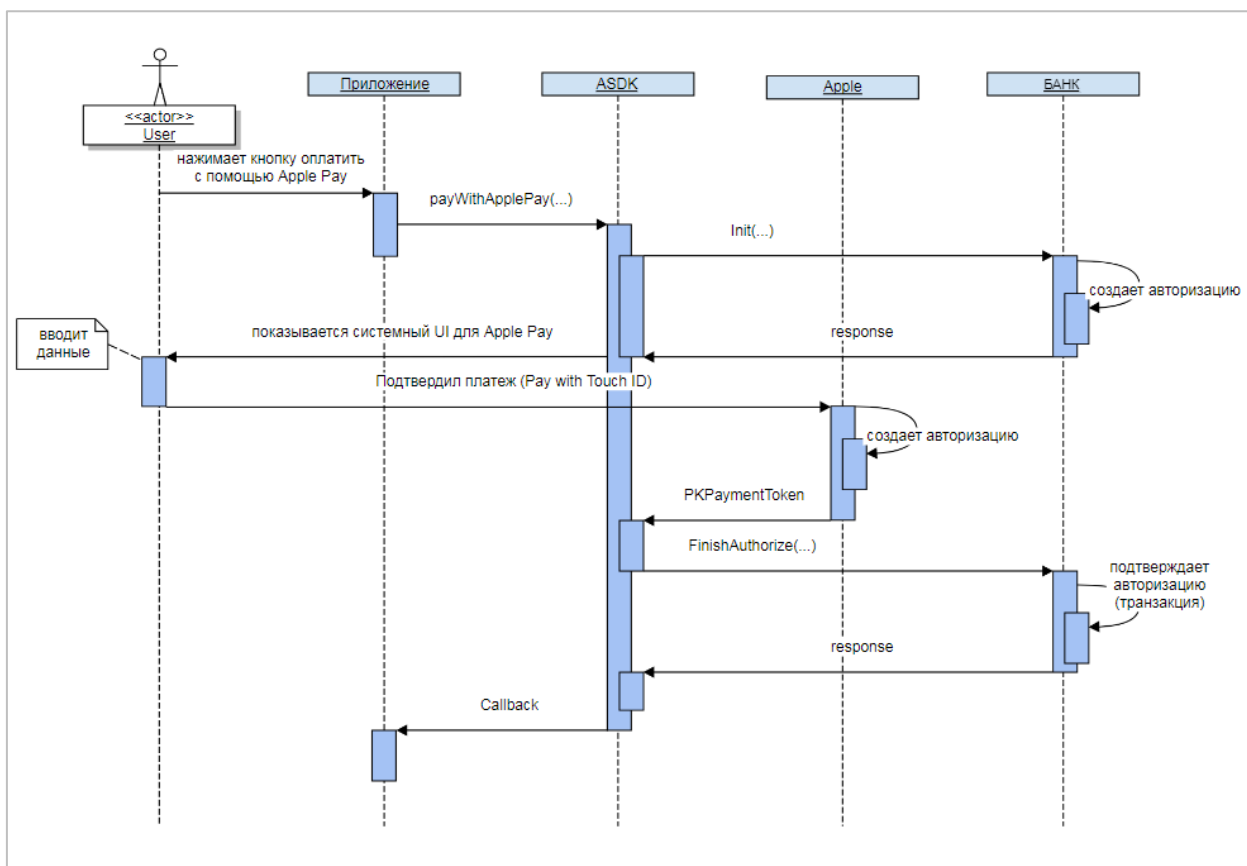 Приложение
ASDK
Apple
БАНК
<<actor>>
User
нажимает кнопку оплатить
с помощью Apple Pay
payWithApplePay(...)
Init(...)
создает авторизацию
response
показывается системный UI для Apple Pay
вводит
данные
Подтвердил платеж (Pay with Touch ID)
создает авторизацию
PKPaymentToken
FinishAuthorize(...)
подтверждает
авторизацию
(транзакция)
response
Callback